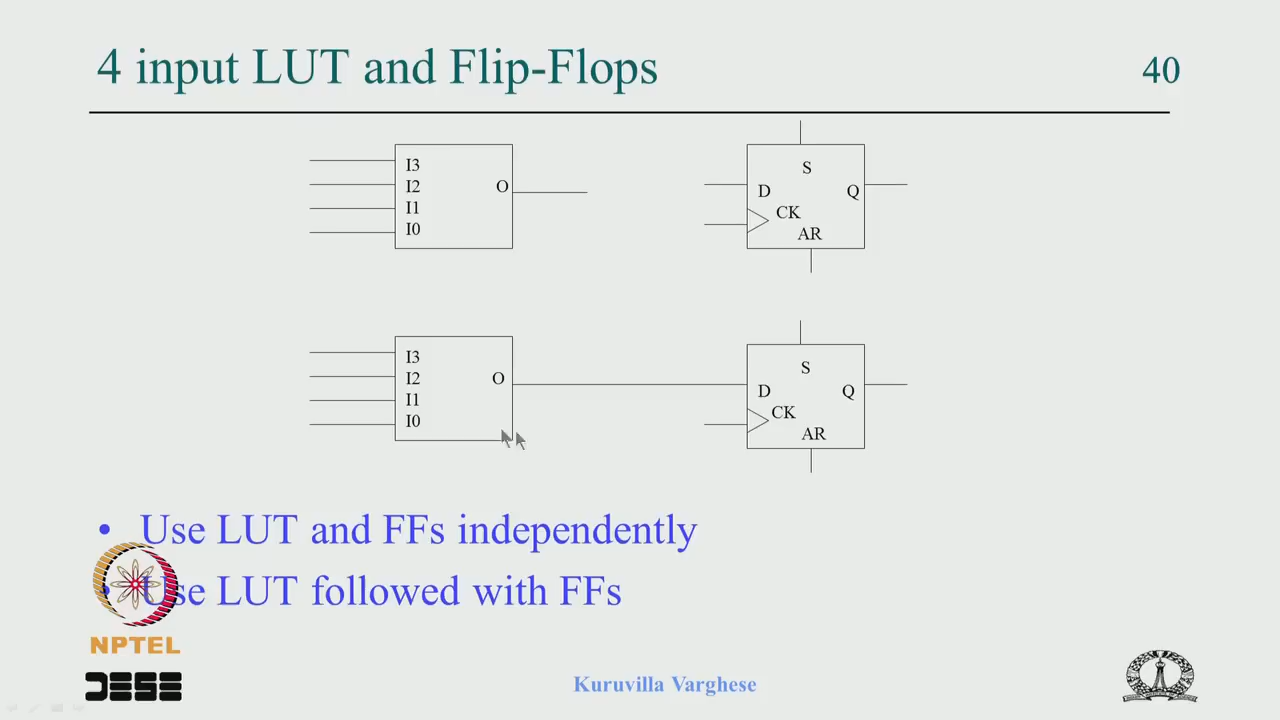 4 input LUT and Flip-Flops
40
I3
I2
I1
I0
O
S
D
Q
CK
AR
I3
I2
I1
I0
O
S
D
Q
CK
AR
• Use LUT and FFs independently
• Use LUT followed with FFs
NPTEL
DESE
Kuruvilla Varghese